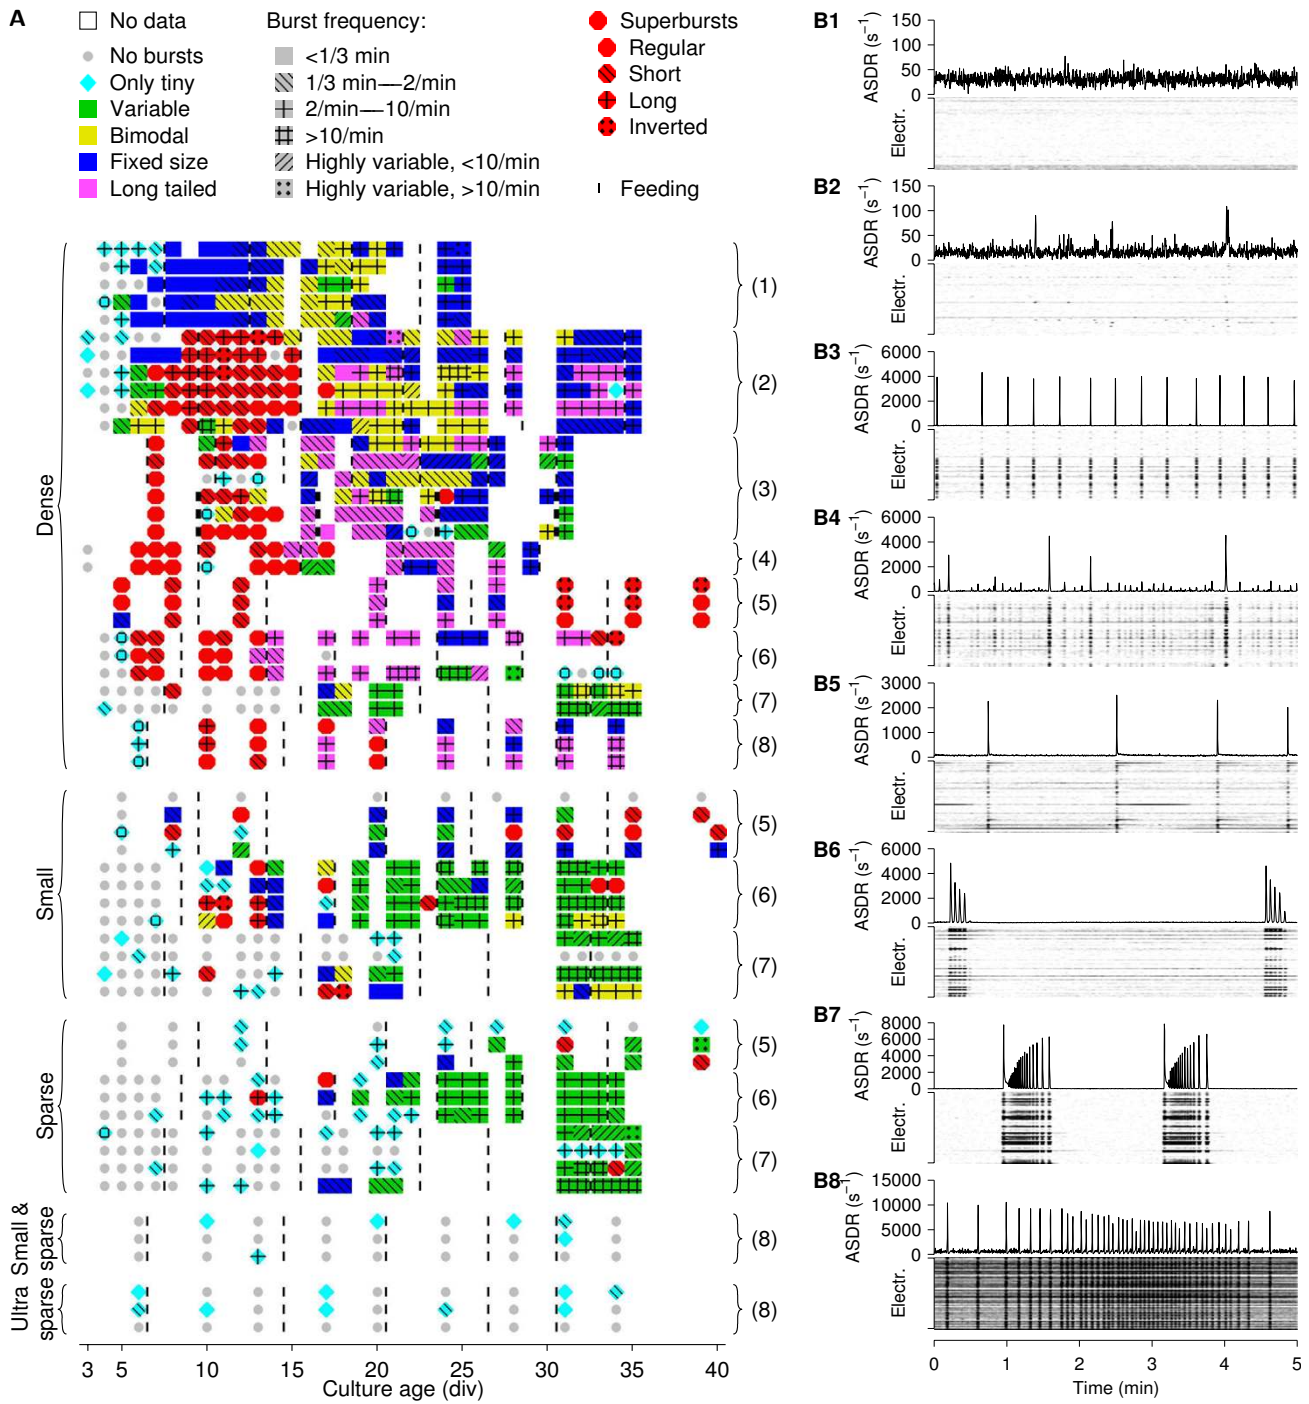 A
No data
No bursts
Only tiny
Variable
Bimodal
Fixed size
Long tailed
Burst frequency:
<1/3 min
1/3 min—2/min
2/min—10/min
>10/min
Highly variable, <10/min
Highly variable, >10/min
Superbursts
Regular
Short
Long
Inverted
Feeding
Dense
(1)
(2)
(3)
(4)
(5)
(6)
(7)
(8)
Small
(5)
(6)
(7)
Sparse
(5)
(6)
(7)
Small &
sparse
(8)
Ultra
sparse
(8)
3 5 10 15 20 25 30 35 40
Culture age (div)
B1
ASDR (s⁻¹)
150
100
50
0
Electr.
B2
ASDR (s⁻¹)
150
100
50
0
Electr.
B3
ASDR (s⁻¹)
6000
4000
2000
0
Electr.
B4
ASDR (s⁻¹)
6000
4000
2000
0
Electr.
B5
ASDR (s⁻¹)
3000
2000
1000
0
Electr.
B6
ASDR (s⁻¹)
6000
4000
2000
0
Electr.
B7
ASDR (s⁻¹)
8000
6000
4000
2000
0
Electr.
B8
ASDR (s⁻¹)
15000
10000
5000
0
Electr.
0 1 2 3 4 5
Time (min)